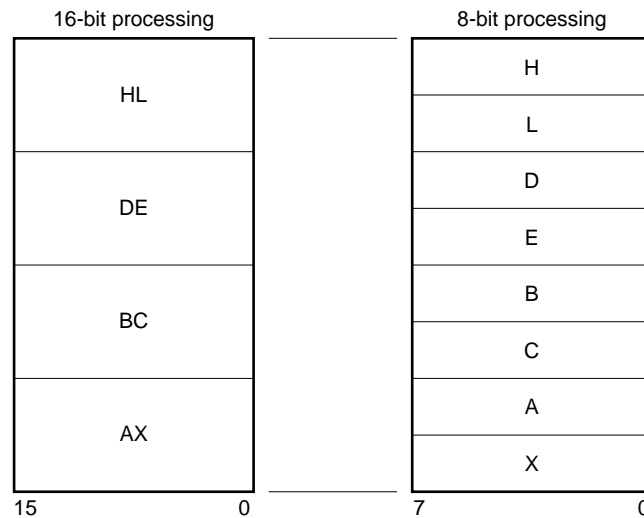 16-bit processing
8-bit processing
HL
DE
BC
AX
15 0
H
L
D
E
B
C
A
X
7 0